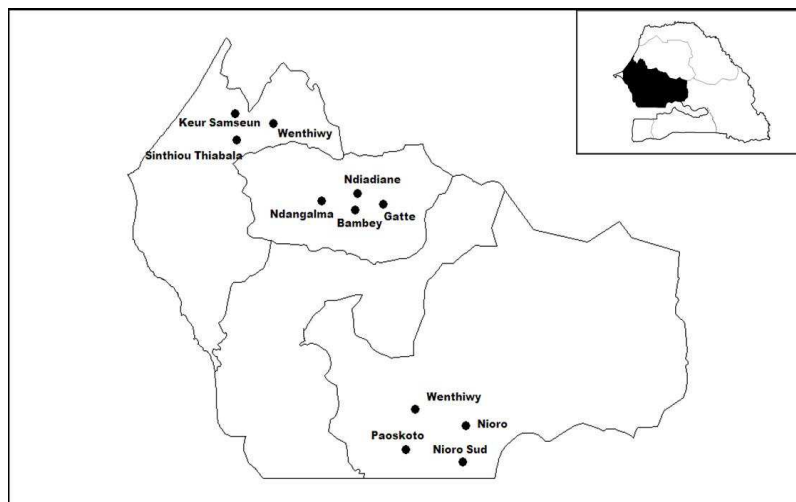 Keur Samseun
Wenthiwy
Sinthiou Thiabala
Ndiadiane
Ndangalma
Bambey
Gatte
Wenthiwy
Nioro
Paoskoto
Nioro Sud